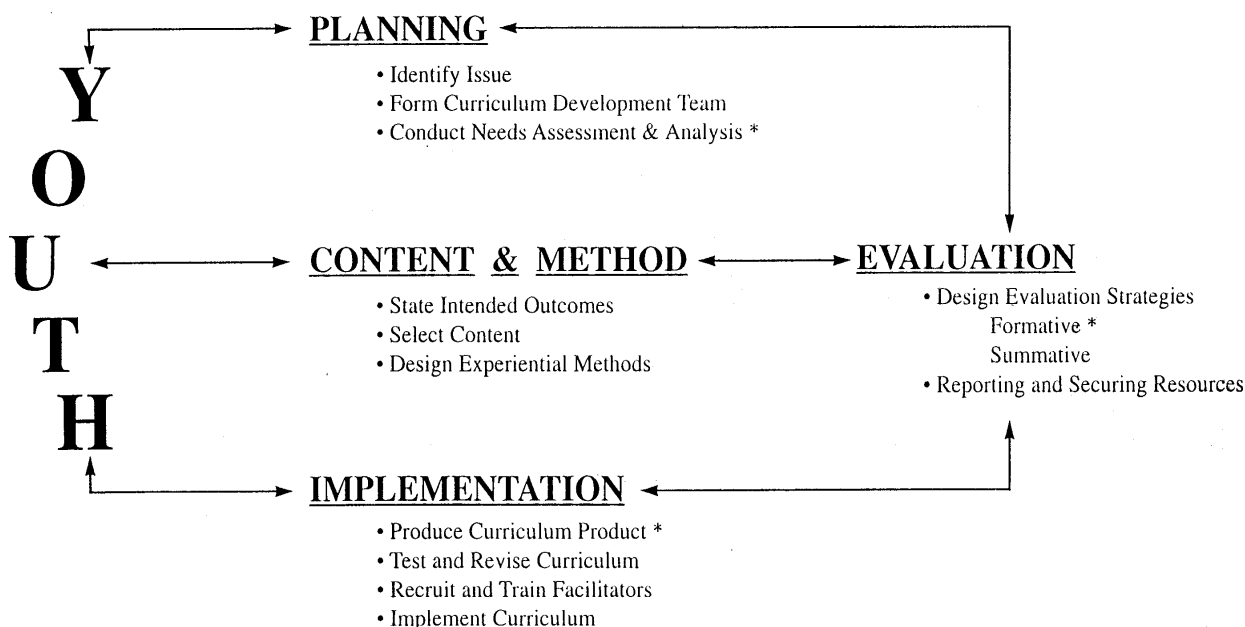 YOUTH
PLANNING
• Identify Issue
• Form Curriculum Development Team
• Conduct Needs Assessment & Analysis *
CONTENT & METHOD
• State Intended Outcomes
• Select Content
• Design Experiential Methods
EVALUATION
• Design Evaluation Strategies
Formative *
Summative
• Reporting and Securing Resources
IMPLEMENTATION
• Produce Curriculum Product *
• Test and Revise Curriculum
• Recruit and Train Facilitators
• Implement Curriculum